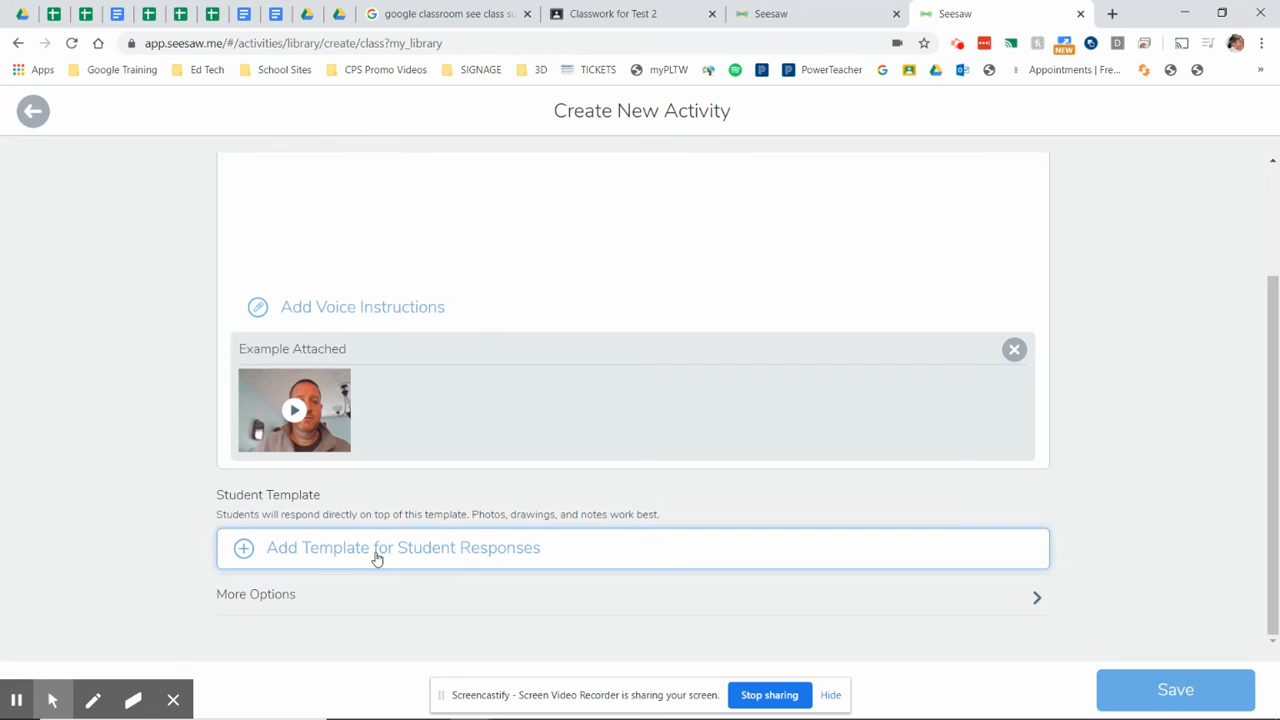 google classroom see class su
Classwork for Test 2
Seesaw
Seesaw
app.seesaw.me/#/activities/library/create/class?my_library
NEW
Apps
Google Training
Ed Tech
School Sites
CPS Promo Videos
SIGNAGE
3D
TICKETS
myPLTW
PowerTeacher
Appointments | Fre...
Create New Activity
Add Voice Instructions
Example Attached
Student Template
Students will respond directly on top of this template. Photos, drawings, and notes work best.
Add Template for Student Responses
More Options
Screencastify - Screen Video Recorder is sharing your screen.
Stop sharing
Hide
Save